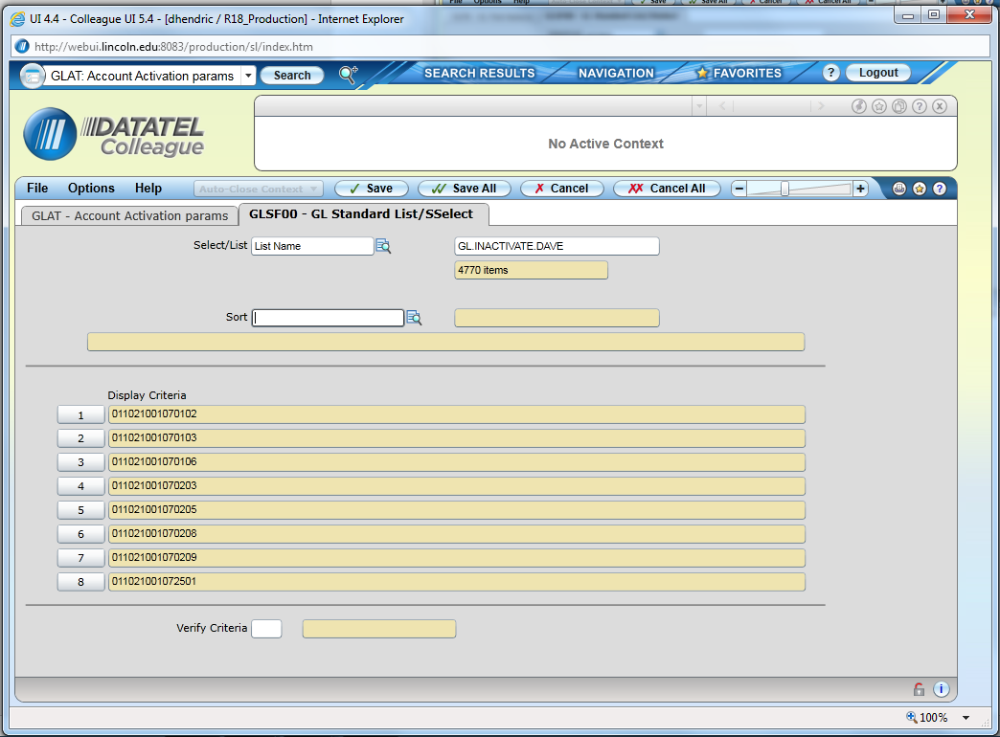 UI 4.4 - Colleague UI 5.4 - [dhendric / R18_Production] - Internet Explorer
http://webui.lincoln.edu:8083/production/sl/index.htm
GLAT: Account Activation params Search SEARCH RESULTS NAVIGATION FAVORITES ? Logout
DATATEL
Colleague
No Active Context
File Options Help Auto-Close Context Save Save All Cancel Cancel All
GLAT - Account Activation params GLSF00 - GL Standard List/SSelect
Select/List List Name GL.INACTIVATE.DAVE
4770 items
Sort
Display Criteria
1 011021001070102
2 011021001070103
3 011021001070106
4 011021001070203
5 011021001070205
6 011021001070208
7 011021001070209
8 011021001072501
Verify Criteria
100%